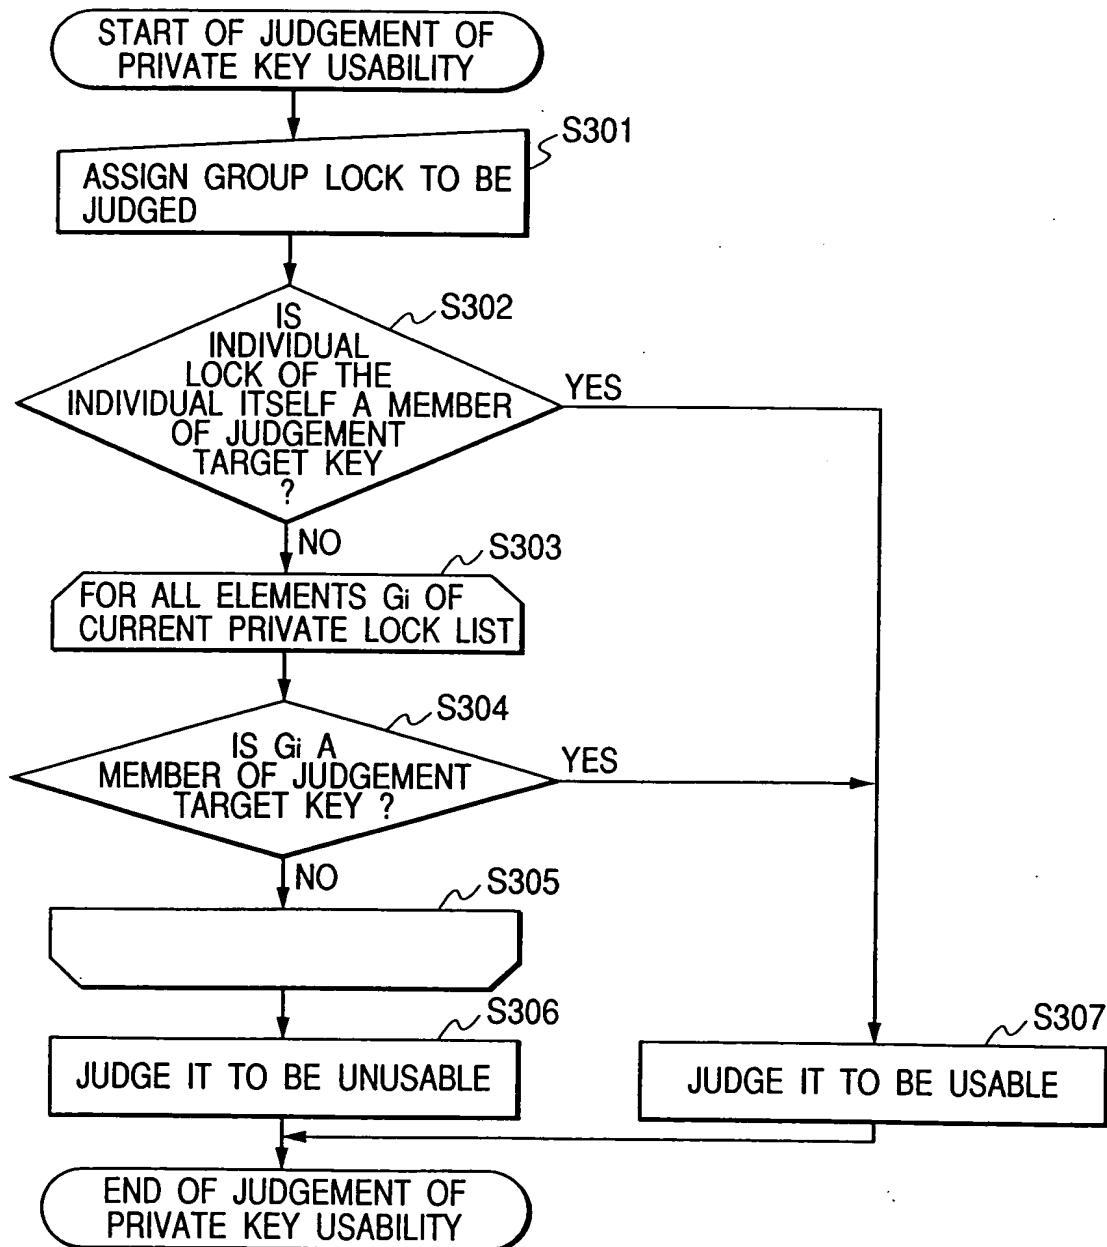 START OF JUDGEMENT OF
PRIVATE KEY USABILITY
S301
ASSIGN GROUP LOCK TO BE
JUDGED
S302
IS
INDIVIDUAL
LOCK OF THE
INDIVIDUAL ITSELF A MEMBER
OF JUDGEMENT
TARGET KEY
?
YES
NO
S303
FOR ALL ELEMENTS Gi OF
CURRENT PRIVATE LOCK LIST
S304
IS Gi A
MEMBER OF JUDGEMENT
TARGET KEY ?
YES
NO
S305
S306
JUDGE IT TO BE UNUSABLE
S307
JUDGE IT TO BE USABLE
END OF JUDGEMENT OF
PRIVATE KEY USABILITY